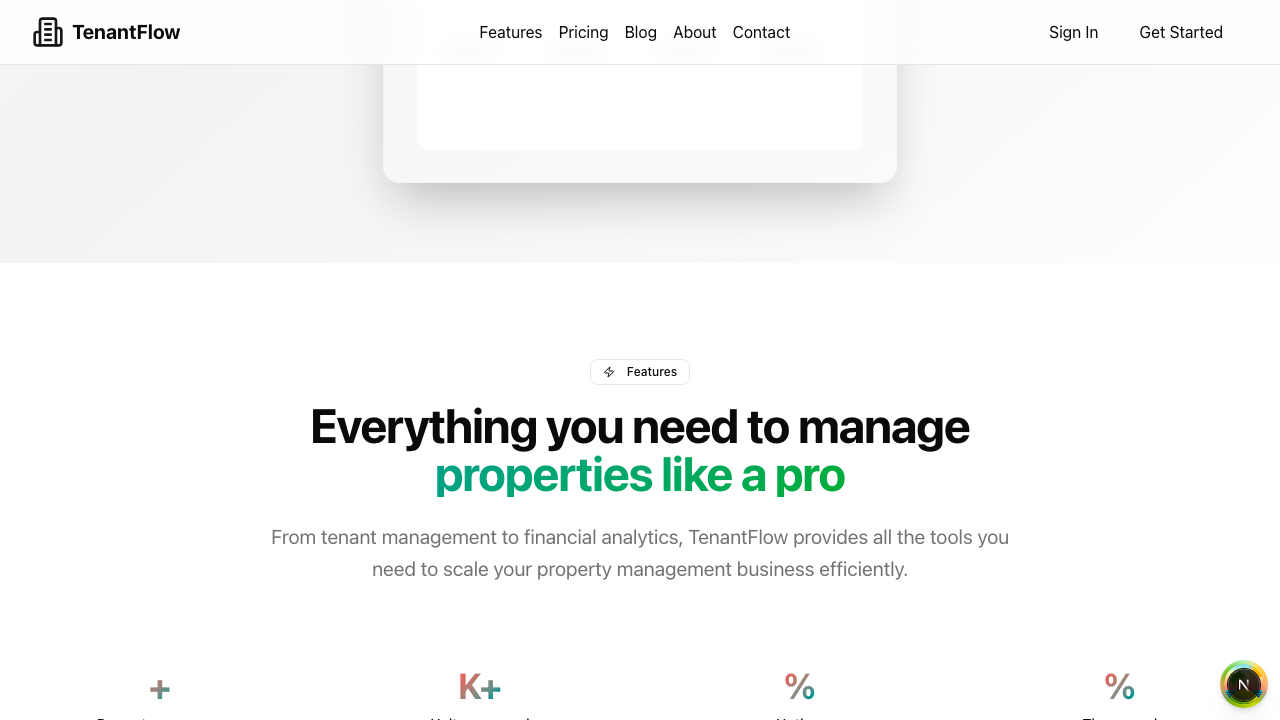 TenantFlow
Features Pricing Blog About Contact
Sign In Get Started
Features
Everything you need to manage
properties like a pro
From tenant management to financial analytics, TenantFlow provides all the tools you
need to scale your property management business efficiently.
+ K+ % %
N